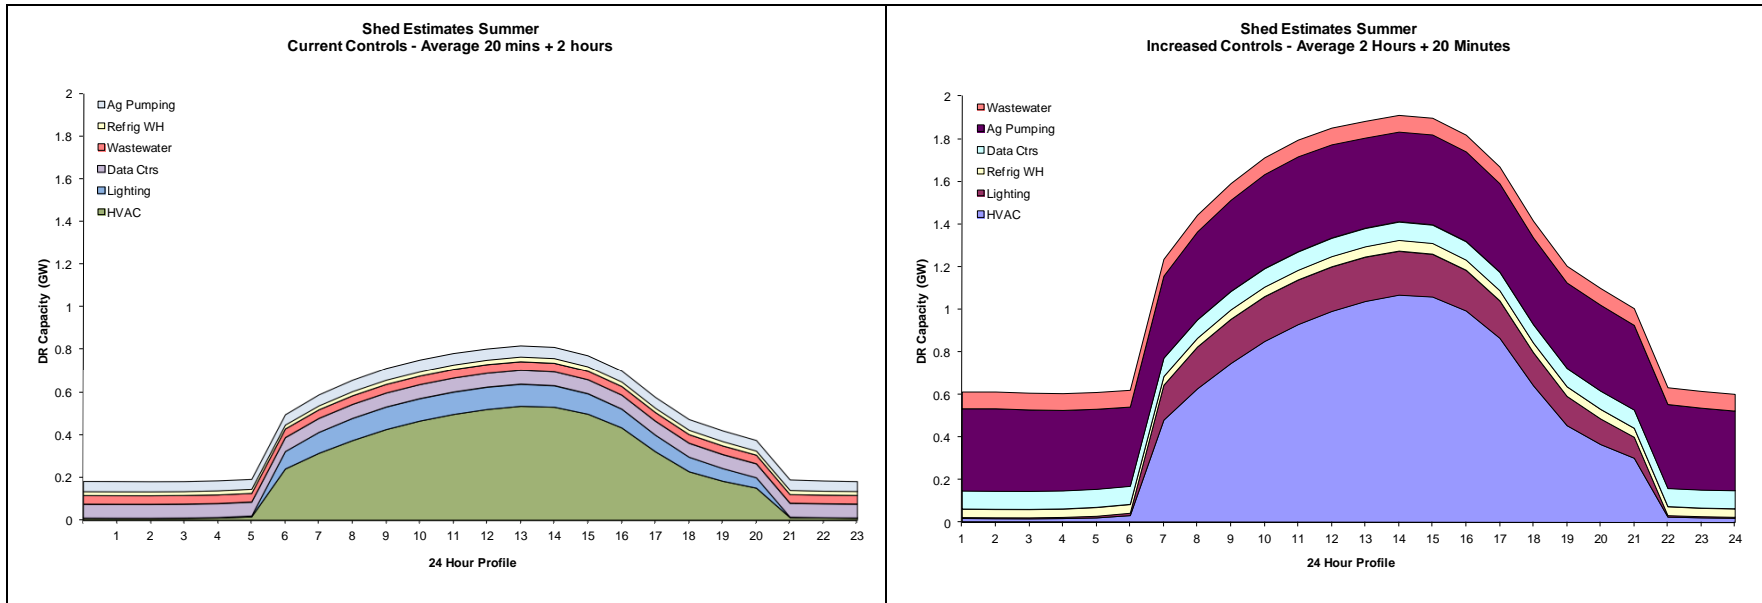 Shed Estimates Summer
Current Controls - Average 20 mins + 2 hours
2
1.8
1.6
1.4
1.2
1
0.8
0.6
0.4
0.2
0
DR Capacity (GW)
Ag Pumping
Refrig WH
Wastewater
Data Ctrs
Lighting
HVAC
1 2 3 4 5 6 7 8 9 10 11 12 13 14 15 16 17 18 19 20 21 22 23
24 Hour Profile
Shed Estimates Summer
Increased Controls - Average 2 Hours + 20 Minutes
2
1.8
1.6
1.4
1.2
1
0.8
0.6
0.4
0.2
0
DR Capacity (GW)
Wastewater
Ag Pumping
Data Ctrs
Refrig WH
Lighting
HVAC
1 2 3 4 5 6 7 8 9 10 11 12 13 14 15 16 17 18 19 20 21 22 23 24
24 Hour Profile